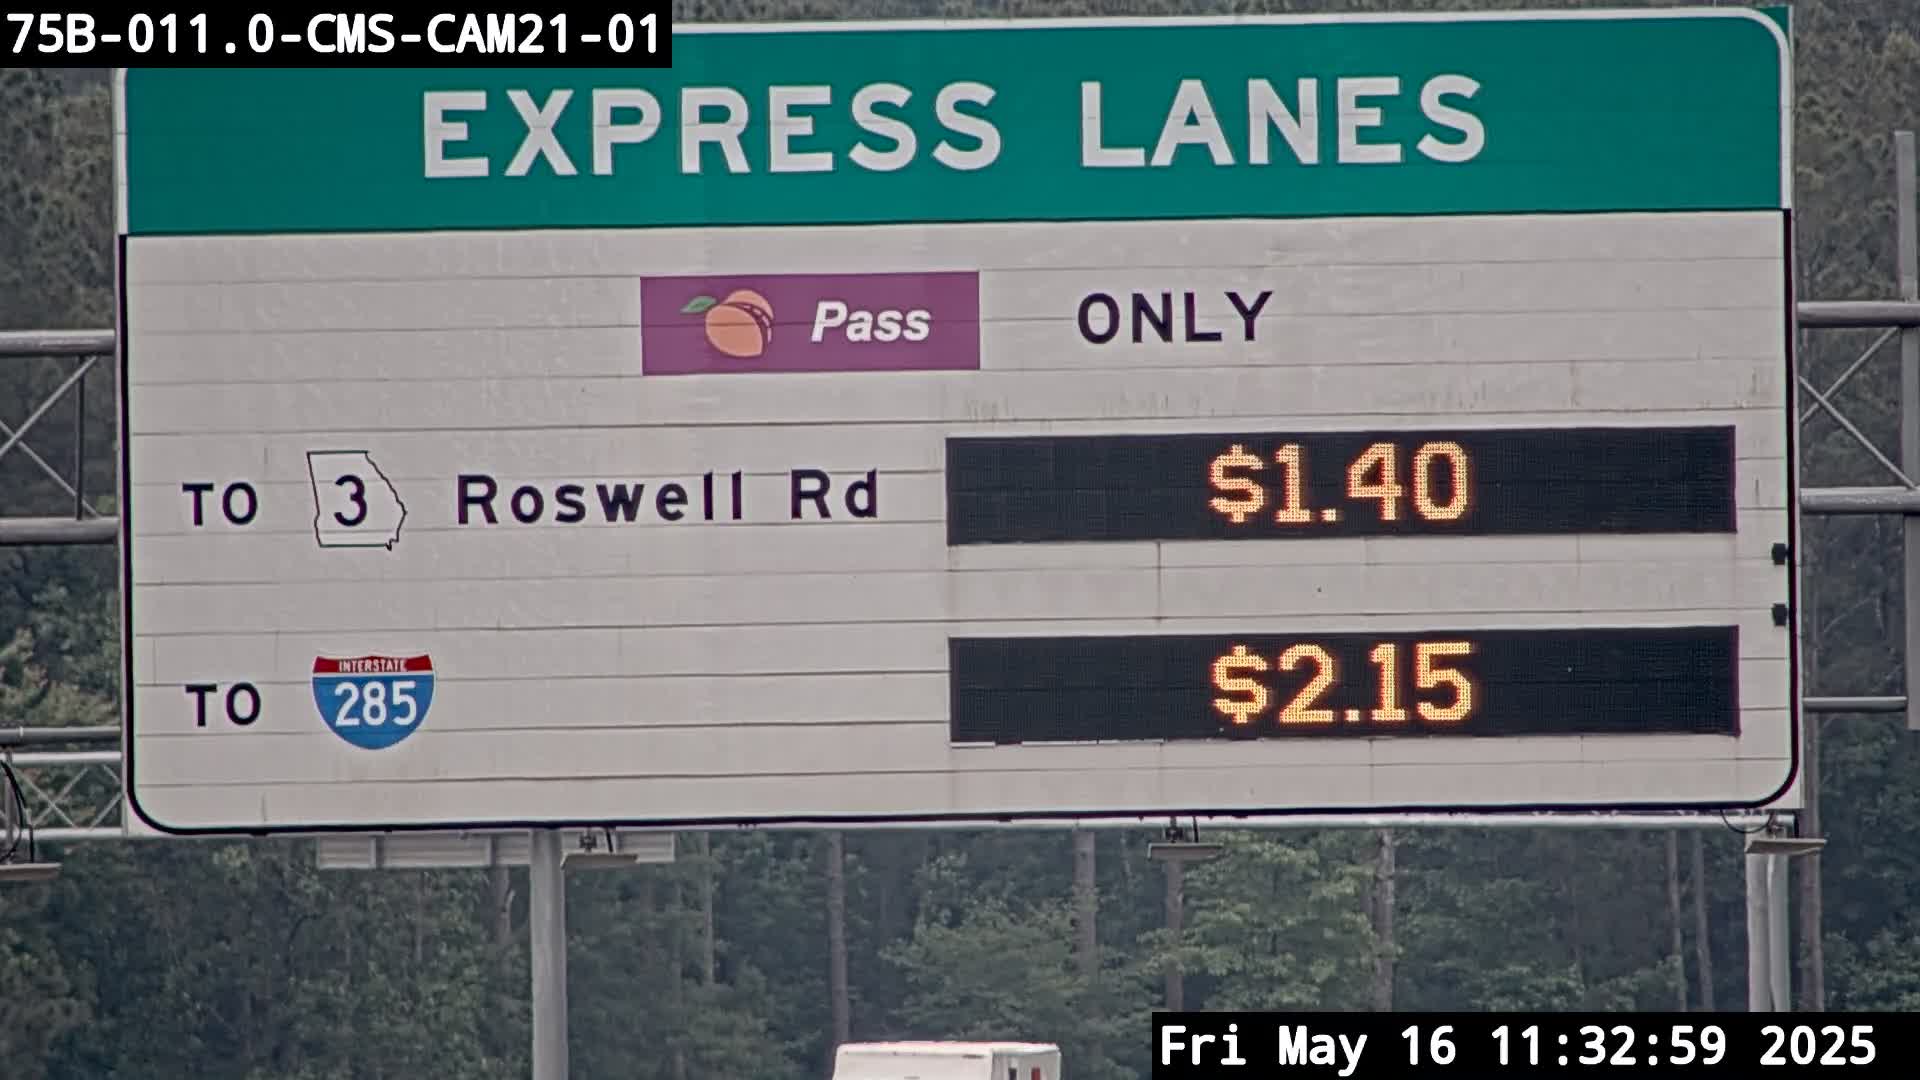 75B-011.0-CMS-CAM21-01
EXPRESS LANES
Pass ONLY
TO 3 Roswell Rd $1.40
INTERSTATE
TO 285 $2.15
Fri May 16 11:32:59 2025